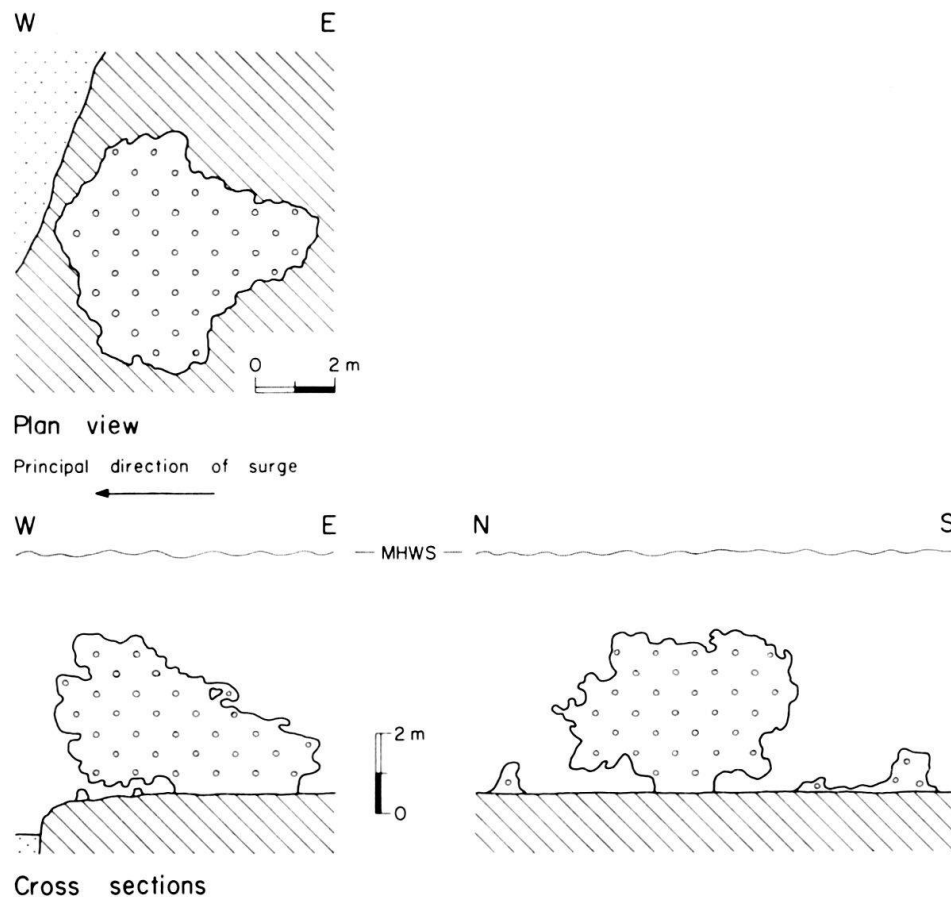 W E
0 2 m
Plan view
Principal direction of surge
W E N S
— MHWS —
2 m
0
Cross sections